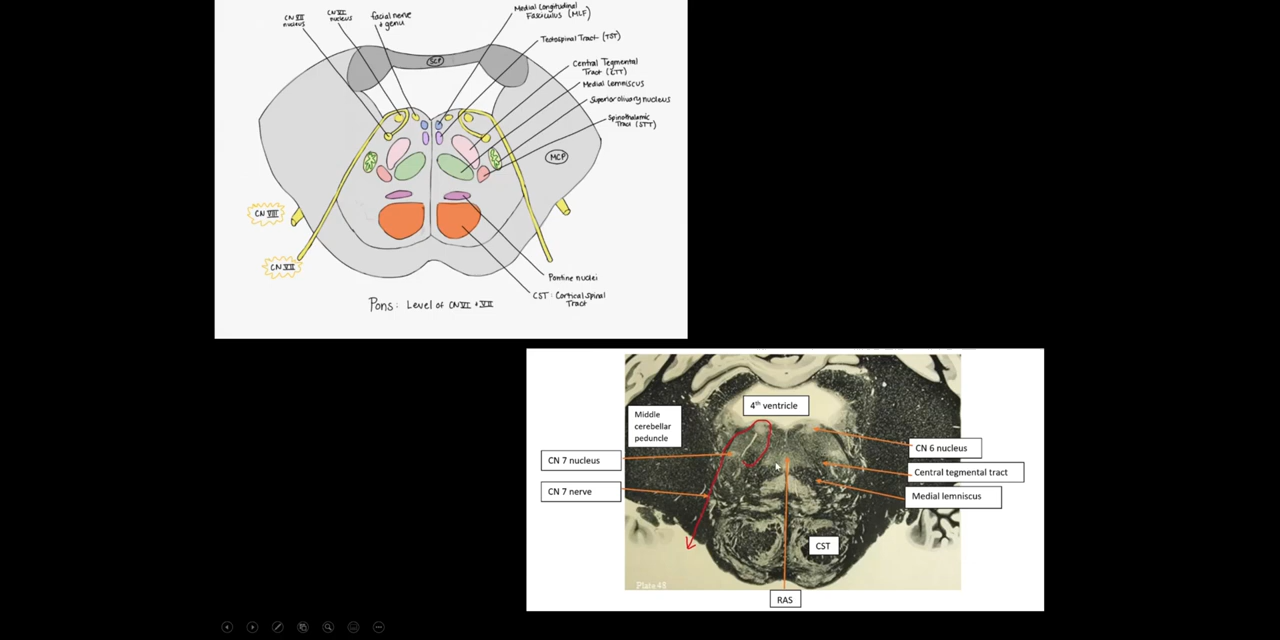 CN VII
nucleus
CN VI
nucleus
facial nerve
+ genu
Medial Longitudinal
Fasciculus (MLF)
Tectospinal Tract (TST)
Central Tegmental
Tract (CTT)
Medial Lemniscus
Superior olivary nucleus
Spinothalamic
Tract (STT)
SCP
MCP
CN VIII
CN VII
Pontine nuclei
CST: Cortical Spinal
Tract
Pons: Level of CN VI + VII
4th ventricle
Middle
cerebellar
peduncle
CN 7 nucleus
CN 7 nerve
CN 6 nucleus
Central tegmental tract
Medial lemniscus
CST
RAS
Plate 43